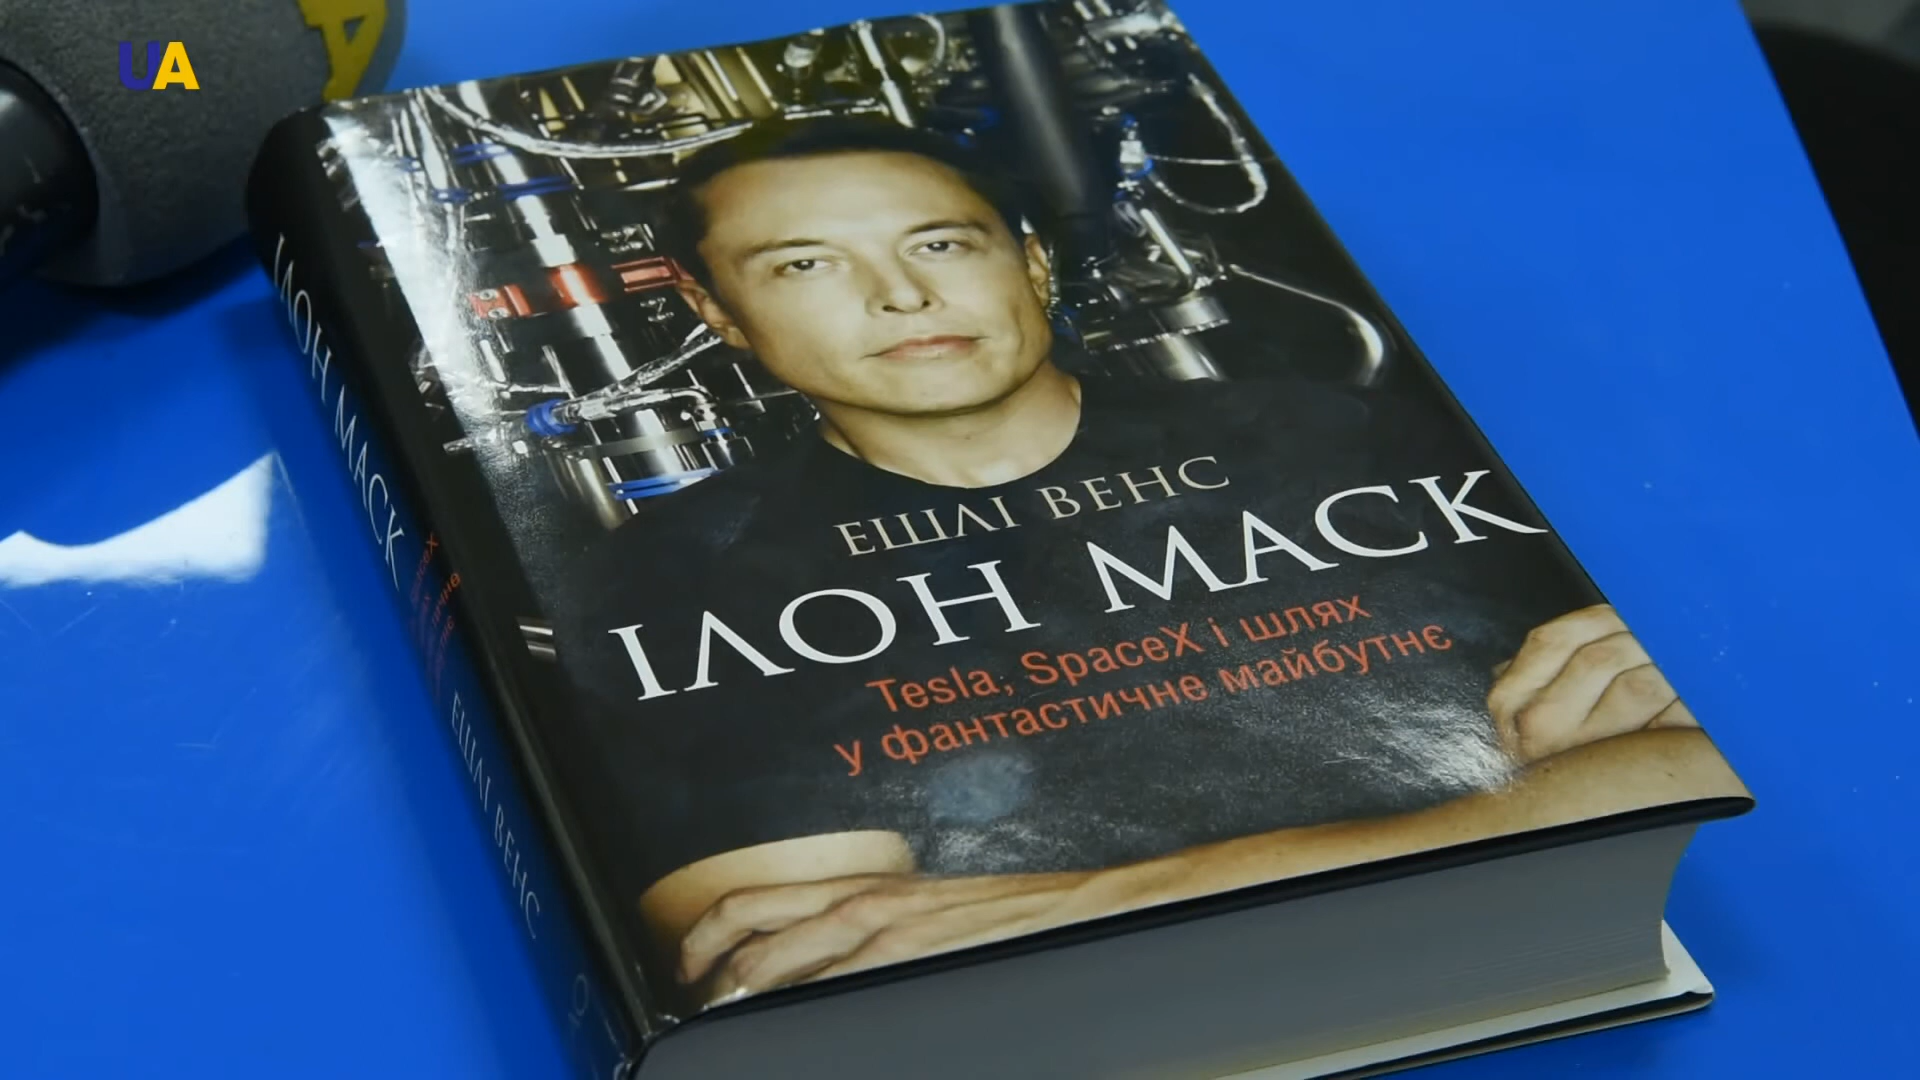 UA
ЕШЛІ ВЕНС
ІЛОН МАСК
Tesla, SpaceX і шлях
у фантастичне майбутнє
ІЛОН МАСК
ЕШЛІ ВЕНС